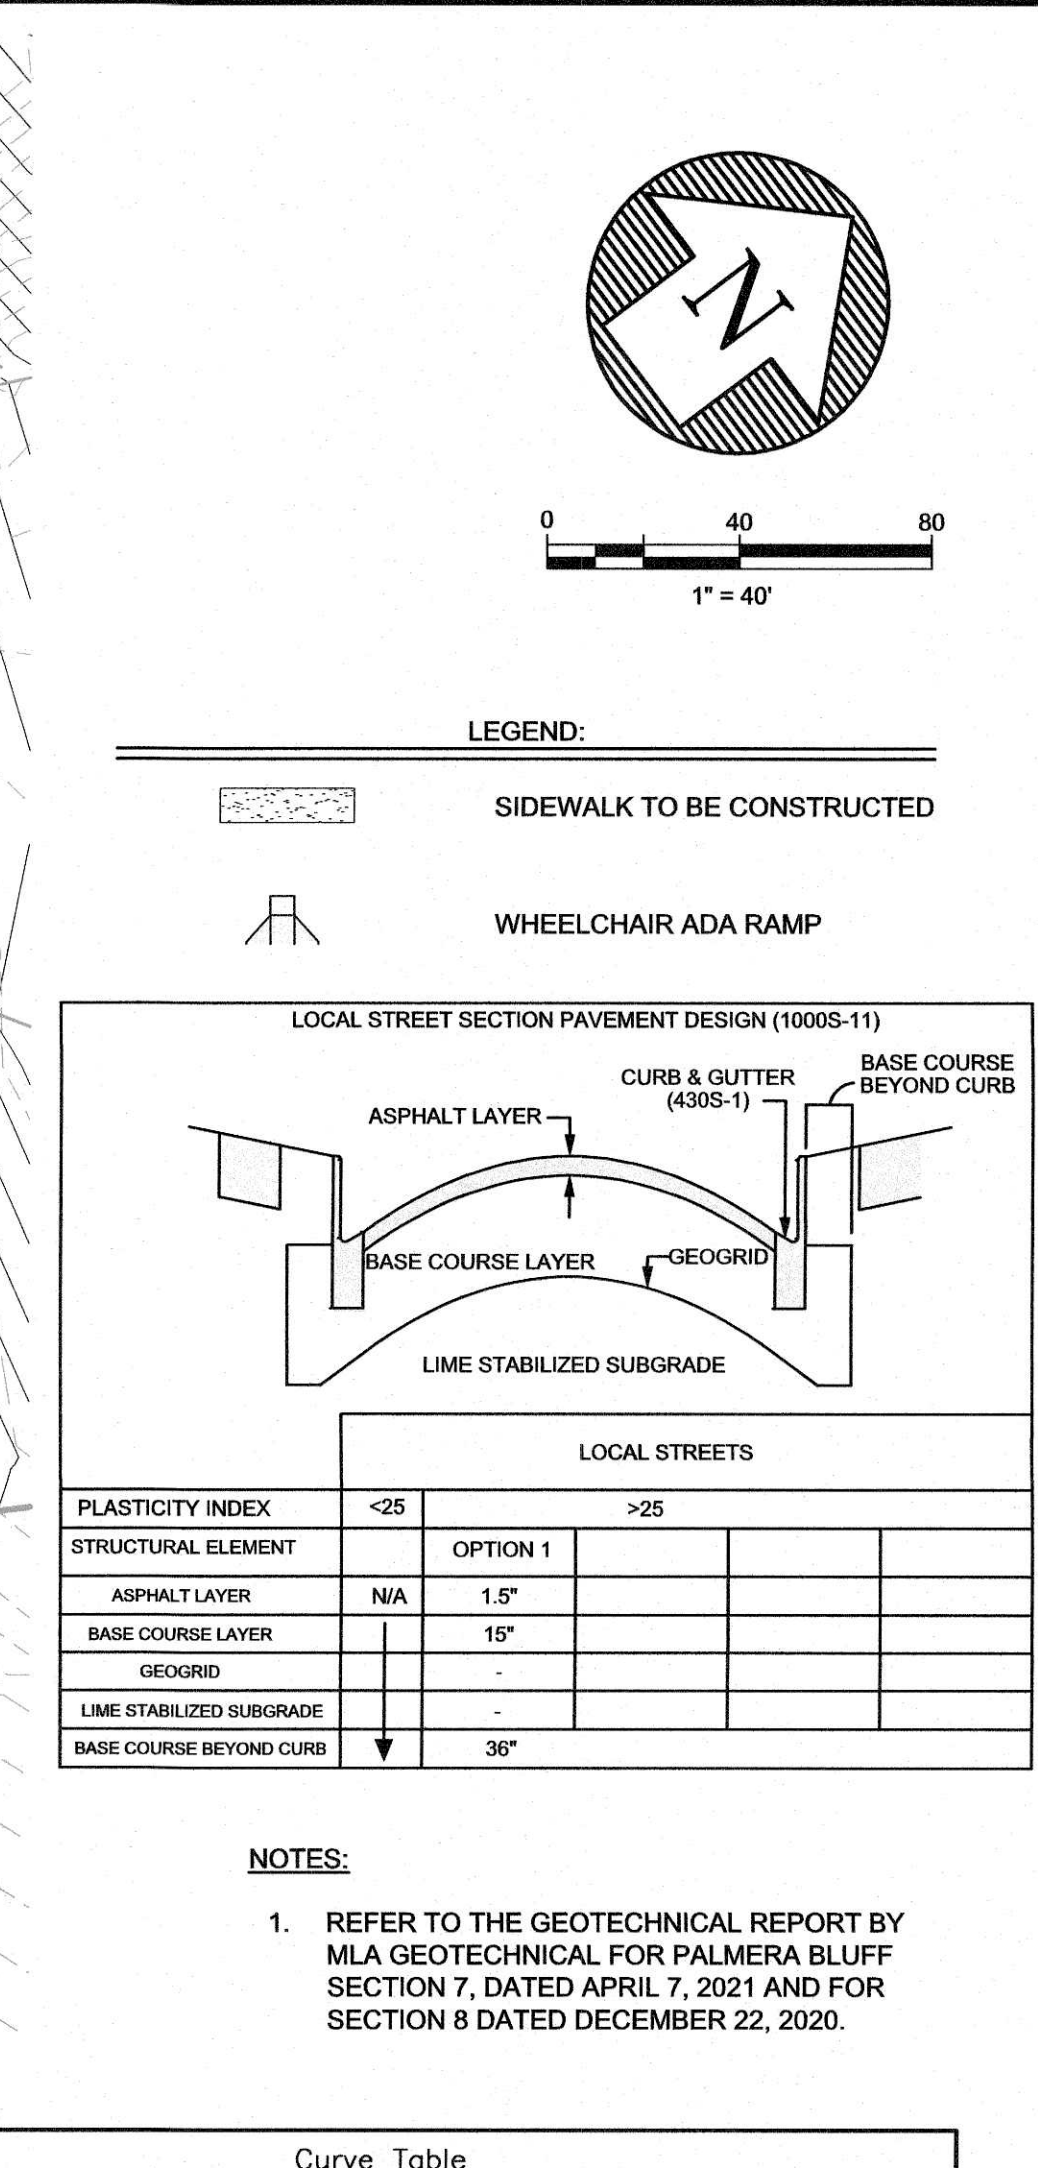 N
0 40 80
1" = 40'
LEGEND:
SIDEWALK TO BE CONSTRUCTED
WHEELCHAIR ADA RAMP
LOCAL STREET SECTION PAVEMENT DESIGN (1000S-11)
BASE COURSE
BEYOND CURB
CURB & GUTTER
(430S-1)
ASPHALT LAYER
BASE COURSE LAYER
GEOGRID
LIME STABILIZED SUBGRADE
LOCAL STREETS
PLASTICITY INDEX <25 >25
STRUCTURAL ELEMENT OPTION 1
ASPHALT LAYER N/A 1.5"
BASE COURSE LAYER 15"
GEOGRID -
LIME STABILIZED SUBGRADE -
BASE COURSE BEYOND CURB 36"
NOTES:
1. REFER TO THE GEOTECHNICAL REPORT BY
MLA GEOTECHNICAL FOR PALMERA BLUFF
SECTION 7, DATED APRIL 7, 2021 AND FOR
SECTION 8 DATED DECEMBER 22, 2020.
Curve Table